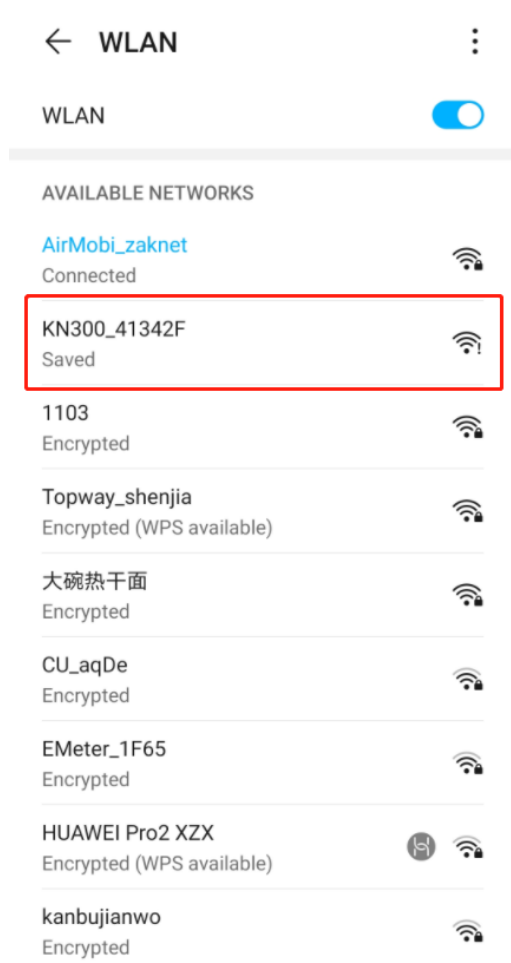 WLAN
WLAN
AVAILABLE NETWORKS
AirMobi_zaknet
Connected
KN300_41342F
Saved
1103
Encrypted
Topway_shenjia
Encrypted (WPS available)
大碗热干面
Encrypted
CU_aqDe
Encrypted
EMeter_1F65
Encrypted
HUAWEI Pro2 XZX
Encrypted (WPS available)
kanbujianwo
Encrypted